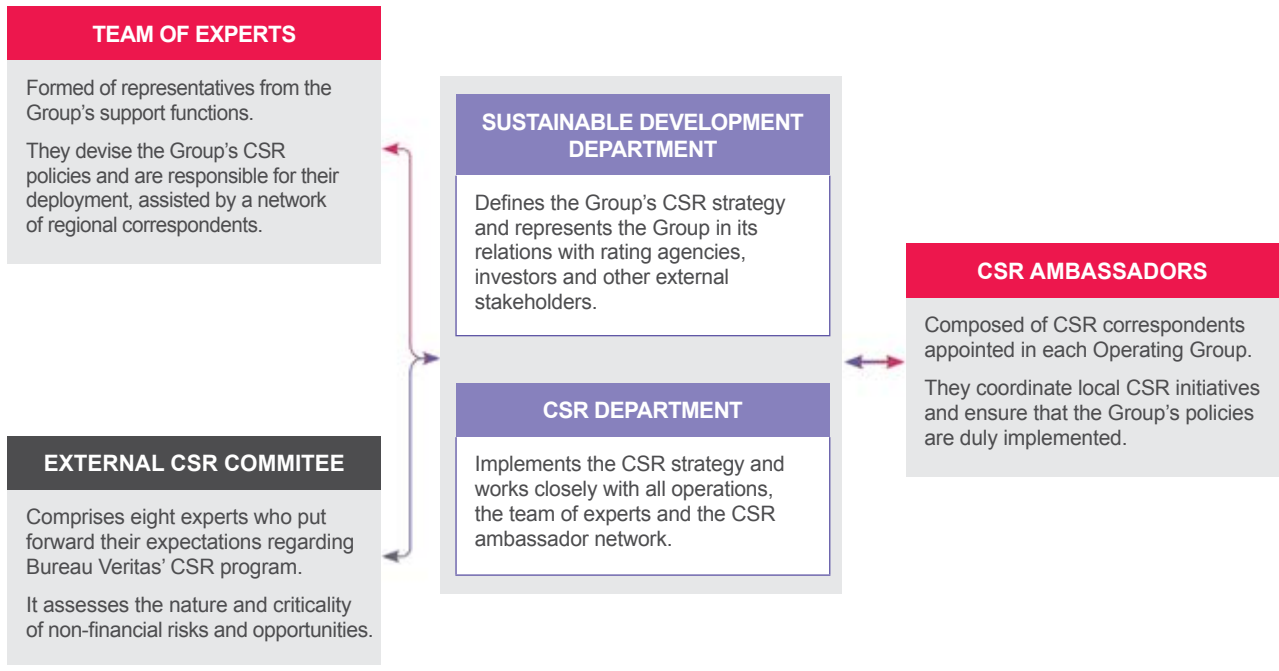 TEAM OF EXPERTS
Formed of representatives from the
Group's support functions.
They devise the Group's CSR
policies and are responsible for their
deployment, assisted by a network
of regional correspondents.
EXTERNAL CSR COMMITEE
Comprises eight experts who put
forward their expectations regarding
Bureau Veritas' CSR program.
It assesses the nature and criticality
of non-financial risks and opportunities.
SUSTAINABLE DEVELOPMENT
DEPARTMENT
Defines the Group's CSR strategy
and represents the Group in its
relations with rating agencies,
investors and other external
stakeholders.
CSR DEPARTMENT
Implements the CSR strategy and
works closely with all operations,
the team of experts and the CSR
ambassador network.
CSR AMBASSADORS
Composed of CSR correspondents
appointed in each Operating Group.
They coordinate local CSR initiatives
and ensure that the Group's policies
are duly implemented.